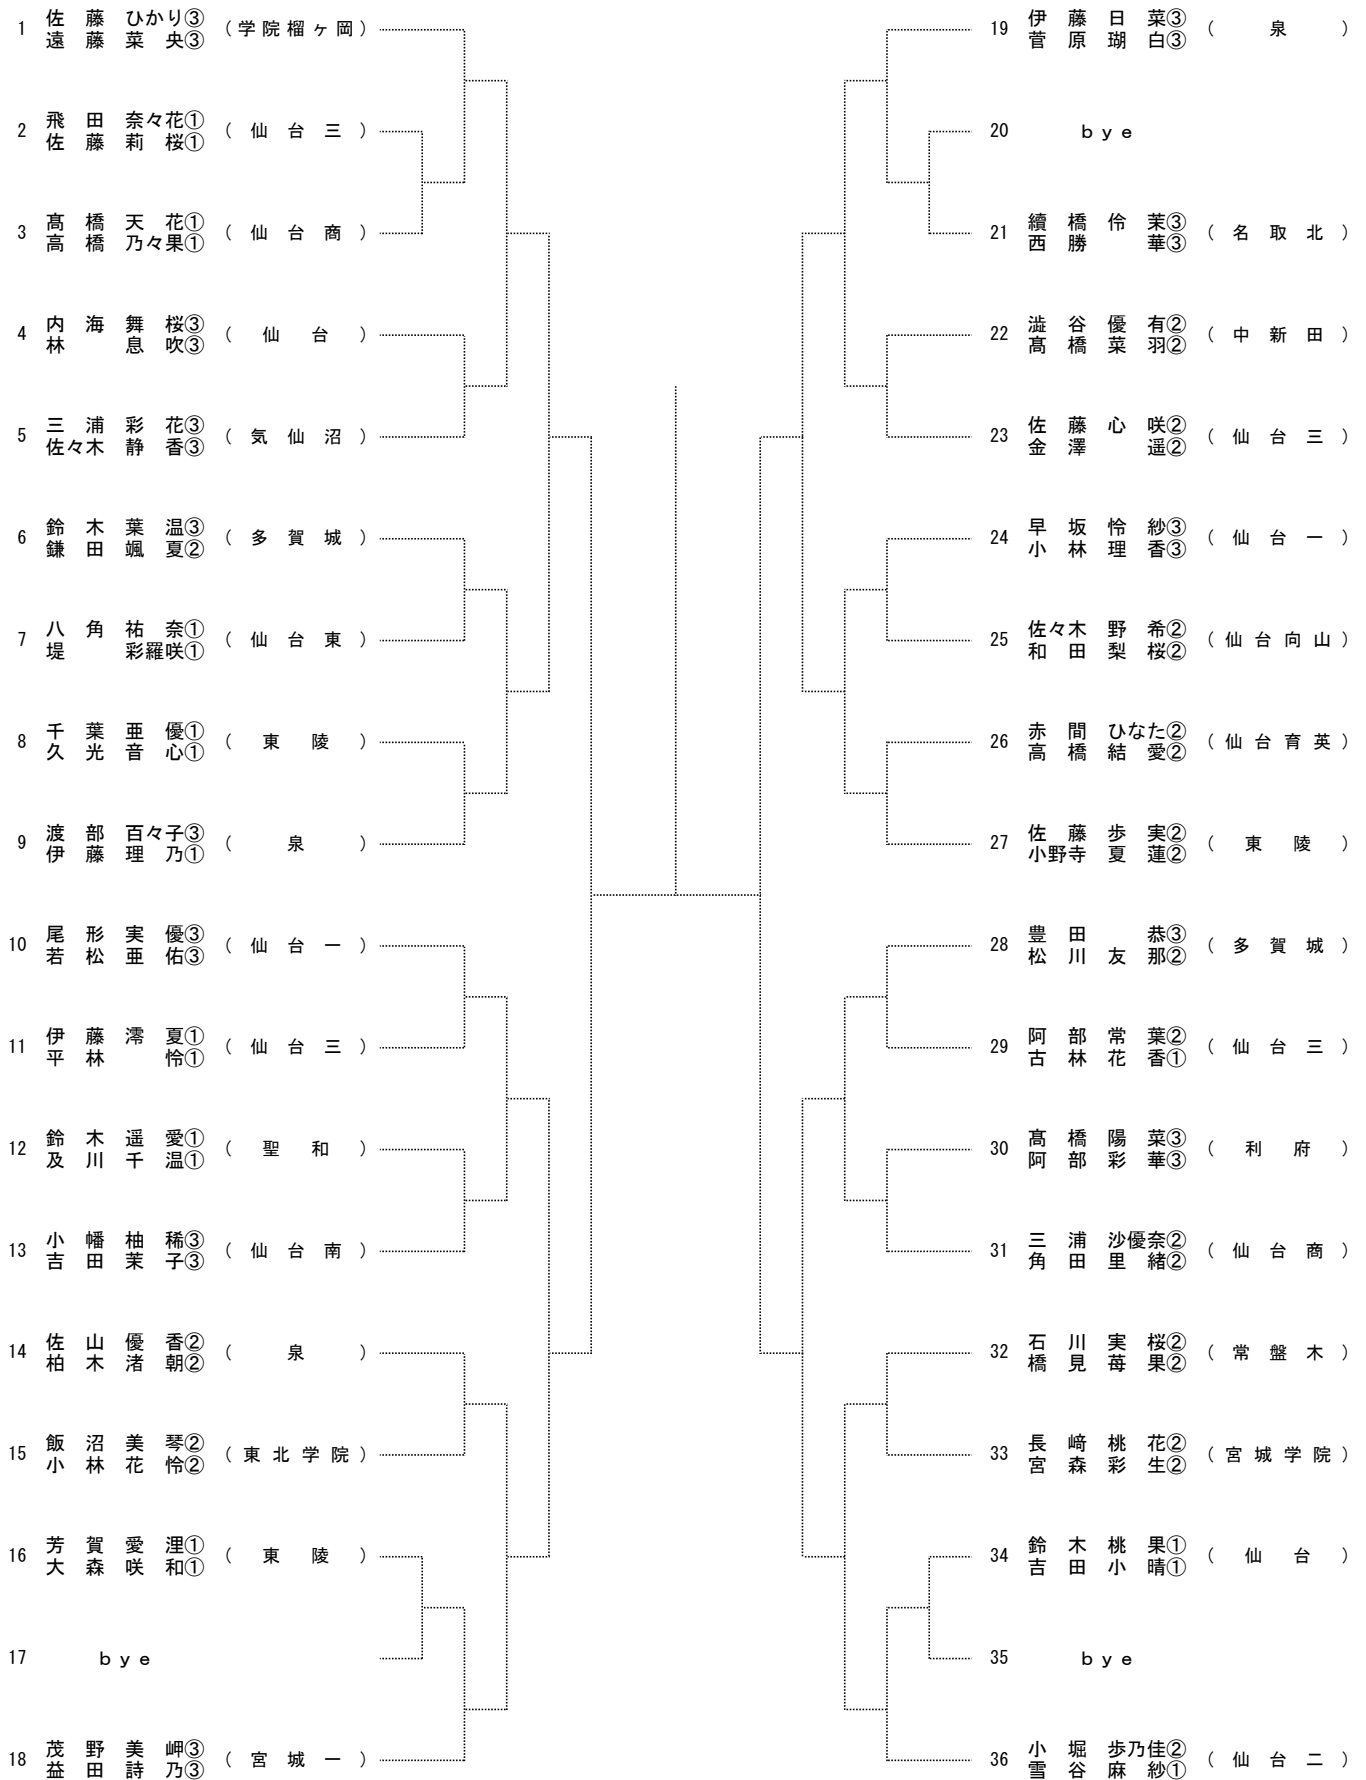 1 佐藤ひかり③ (学院榴ヶ岡)
遠藤菜央③
2 飛田奈々花① (仙台三)
佐藤莉桜①
3 髙橋天花① (仙台商)
高橋乃々果①
4 内海舞桜③ (仙台)
林息吹③
5 三浦彩花③ (気仙沼)
佐々木静香③
6 鈴木葉温③ (多賀城)
鎌田颯夏②
7 八角祐奈① (仙台東)
堤彩羅咲①
8 千葉亜優① (東陵)
久光音心①
9 渡部百々子③ (泉)
伊藤理乃①
10 尾形実優③ (仙台一)
若松亜佑③
11 伊藤澪夏① (仙台三)
平林怜①
12 鈴木遥愛① (聖和)
及川千温①
13 小幡柚稀③ (仙台南)
吉田茉子③
14 佐山優香② (泉)
柏木渚朝②
15 飯沼美琴② (東北学院)
小林花怜②
16 芳賀愛浬① (東陵)
大森咲和①
17 bye
18 茂野美岬③ (宮城一)
益田詩乃③
19 伊藤日菜③ (泉)
菅原瑚白③
20 bye
21 續橋伶茉③ (名取北)
西勝華③
22 澁谷優有② (中新田)
髙橋菜羽②
23 佐藤心咲② (仙台三)
金澤遥②
24 早坂怜紗③ (仙台一)
小林理香③
25 佐々木野希② (仙台向山)
和田梨桜②
26 赤間ひなた② (仙台育英)
高橋結愛②
27 佐藤歩実② (東陵)
小野寺夏蓮②
28 豊田恭③ (多賀城)
松川友那②
29 阿部常葉② (仙台三)
古林花香①
30 髙橋陽菜③ (利府)
阿部彩華③
31 三浦沙優奈② (仙台商)
角田里緒②
32 石川実桜② (常盤木)
橋見苺果②
33 長﨑桃花② (宮城学院)
宮森彩生②
34 鈴木桃果① (仙台)
吉田小晴①
35 bye
36 小堀歩乃佳② (仙台二)
雪谷麻紗①